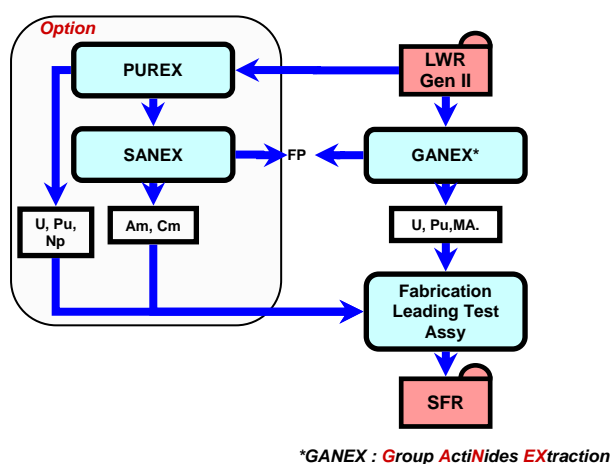 Option
PUREX
LWR
Gen II
SANEX
FP
GANEX*
U, Pu,
Np
Am, Cm
U, Pu,MA.
Fabrication
Leading Test
Assy
SFR
*GANEX : Group ActiNides EXtraction